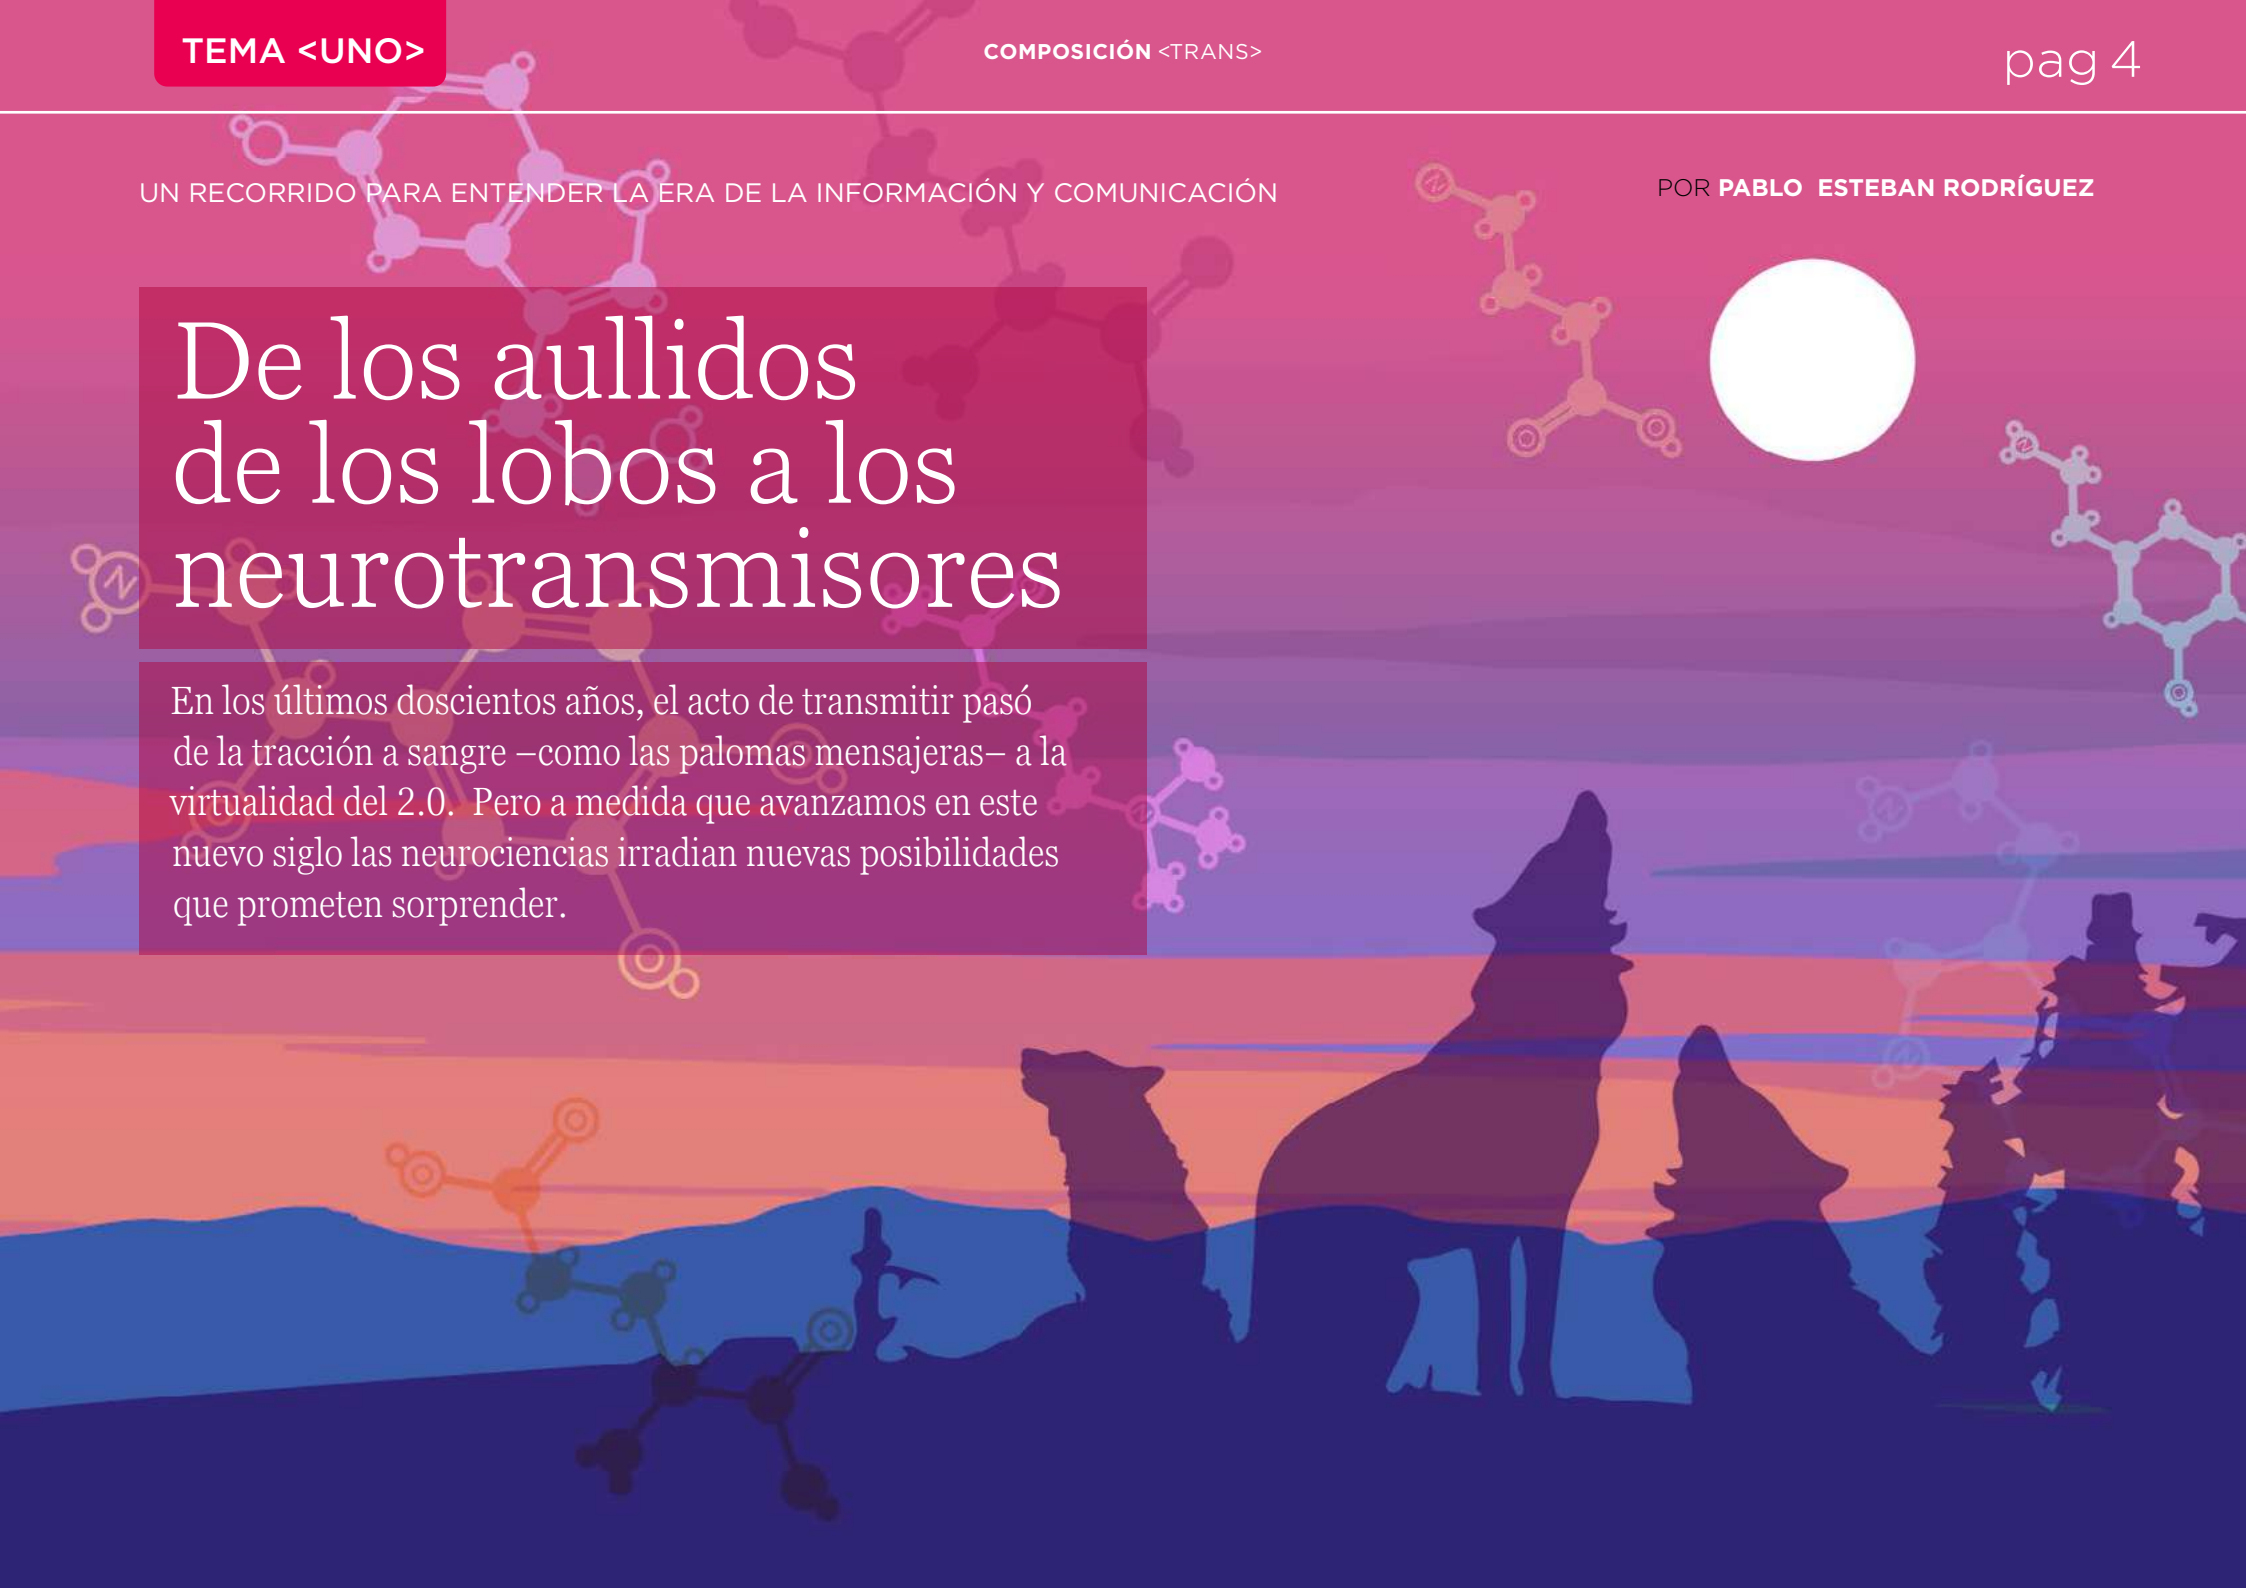 TEMA <UNO>
COMPOSICIÓN <TRANS>
pag 4
UN RECORRIDO PARA ENTENDER LA ERA DE LA INFORMACIÓN Y COMUNICACIÓN
POR PABLO ESTEBAN RODRÍGUEZ
De los aullidos
de los lobos a los
neurotransmisores
En los últimos doscientos años, el acto de transmitir pasó
de la tracción a sangre –como las palomas mensajeras– a la
virtualidad del 2.0. Pero a medida que avanzamos en este
nuevo siglo las neurociencias irradian nuevas posibilidades
que prometen sorprender.